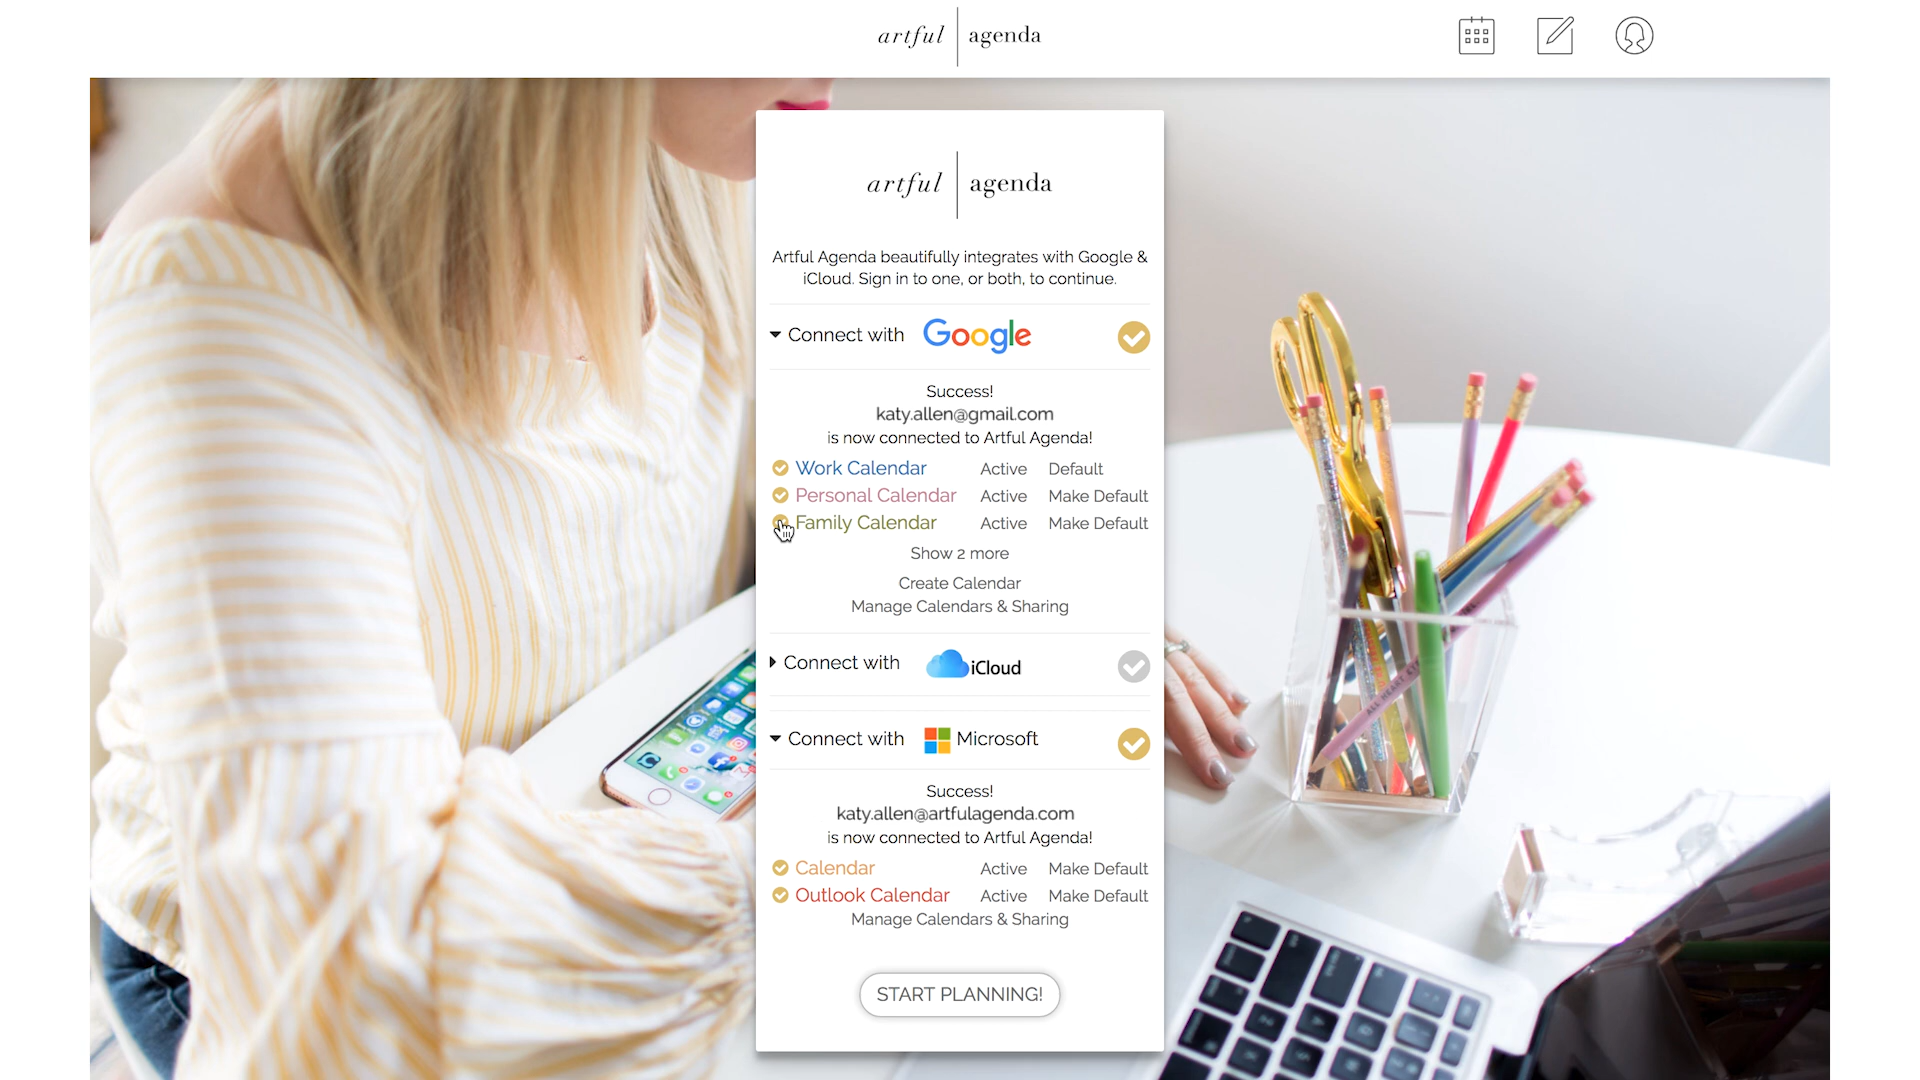 artful | agenda
artful | agenda
Artful Agenda beautifully integrates with Google &
iCloud. Sign in to one, or both, to continue.
Connect with Google
Success!
katy.allen@gmail.com
is now connected to Artful Agenda!
Work Calendar Active Default
Personal Calendar Active Make Default
Family Calendar Active Make Default
Show 2 more
Create Calendar
Manage Calendars & Sharing
Connect with iCloud
Connect with Microsoft
Success!
katy.allen@artfulagenda.com
is now connected to Artful Agenda!
Calendar Active Make Default
Outlook Calendar Active Make Default
Manage Calendars & Sharing
START PLANNING!